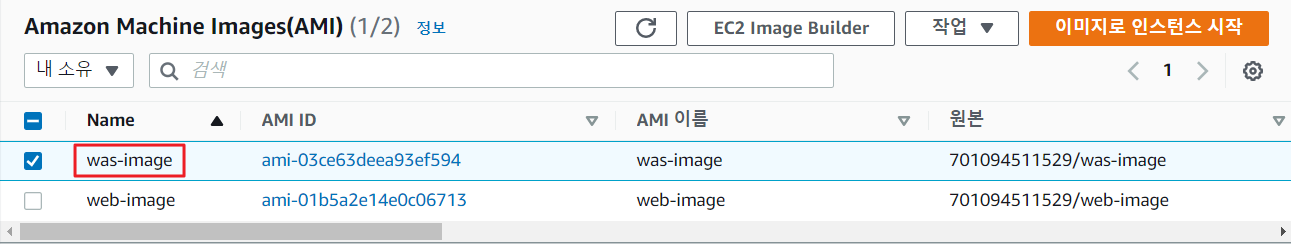 Amazon Machine Images(AMI) (1/2) 정보 EC2 Image Builder 작업 이미지로 인스턴스 시작
내 소유 검색 1
Name AMI ID AMI 이름 원본
was-image ami-03ce63deea93ef594 was-image 701094511529/was-image
web-image ami-01b5a2e14e0c06713 web-image 701094511529/web-image